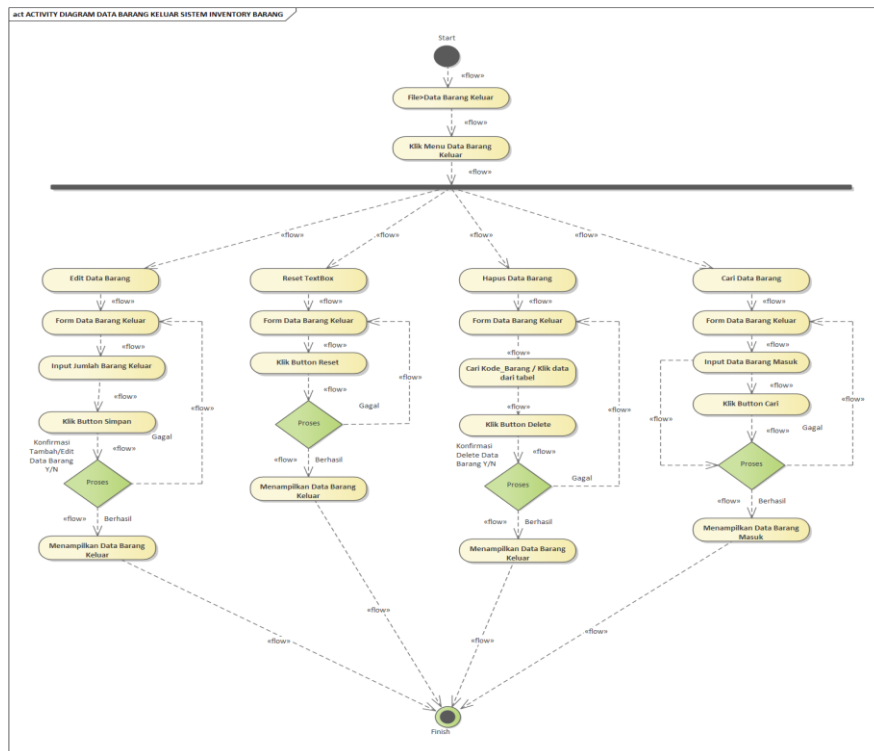 act ACTIVITY DIAGRAM DATA BARANG KELUAR SISTEM INVENTORY BARANG
Start
«flow»
File>Data Barang Keluar
«flow»
Klik Menu Data Barang
Keluar
«flow»
«flow»
«flow»
«flow»
«flow»
Edit Data Barang
«flow»
Form Data Barang Keluar
«flow»
Input Jumlah Barang Keluar
«flow»
«flow»
Klik Button Simpan
Konfirmasi
Tambah/Edit
Data Barang
Y/N
«flow»
Gagal
Proses
«flow»
Berhasil
Menampilkan Data Barang
Keluar
«flow»
Reset TextBox
«flow»
Form Data Barang Keluar
«flow»
Klik Button Reset
«flow»
«flow»
Gagal
Proses
«flow»
Berhasil
Menampilkan Data Barang
Keluar
«flow»
Hapus Data Barang
«flow»
Form Data Barang Keluar
«flow»
Cari Kode_Barang / Klik data
dari tabel
«flow»
«flow»
Klik Button Delete
Konfirmasi
Delete Data
Barang Y/N
«flow»
Gagal
Proses
«flow»
Berhasil
Menampilkan Data Barang
Keluar
«flow»
Cari Data Barang
«flow»
Form Data Barang Keluar
«flow»
Input Data Barang Masuk
«flow»
Klik Button Cari
«flow»
«flow»
«flow»
Gagal
Proses
«flow»
Berhasil
Menampilkan Data Barang
Masuk
«flow»
Finish